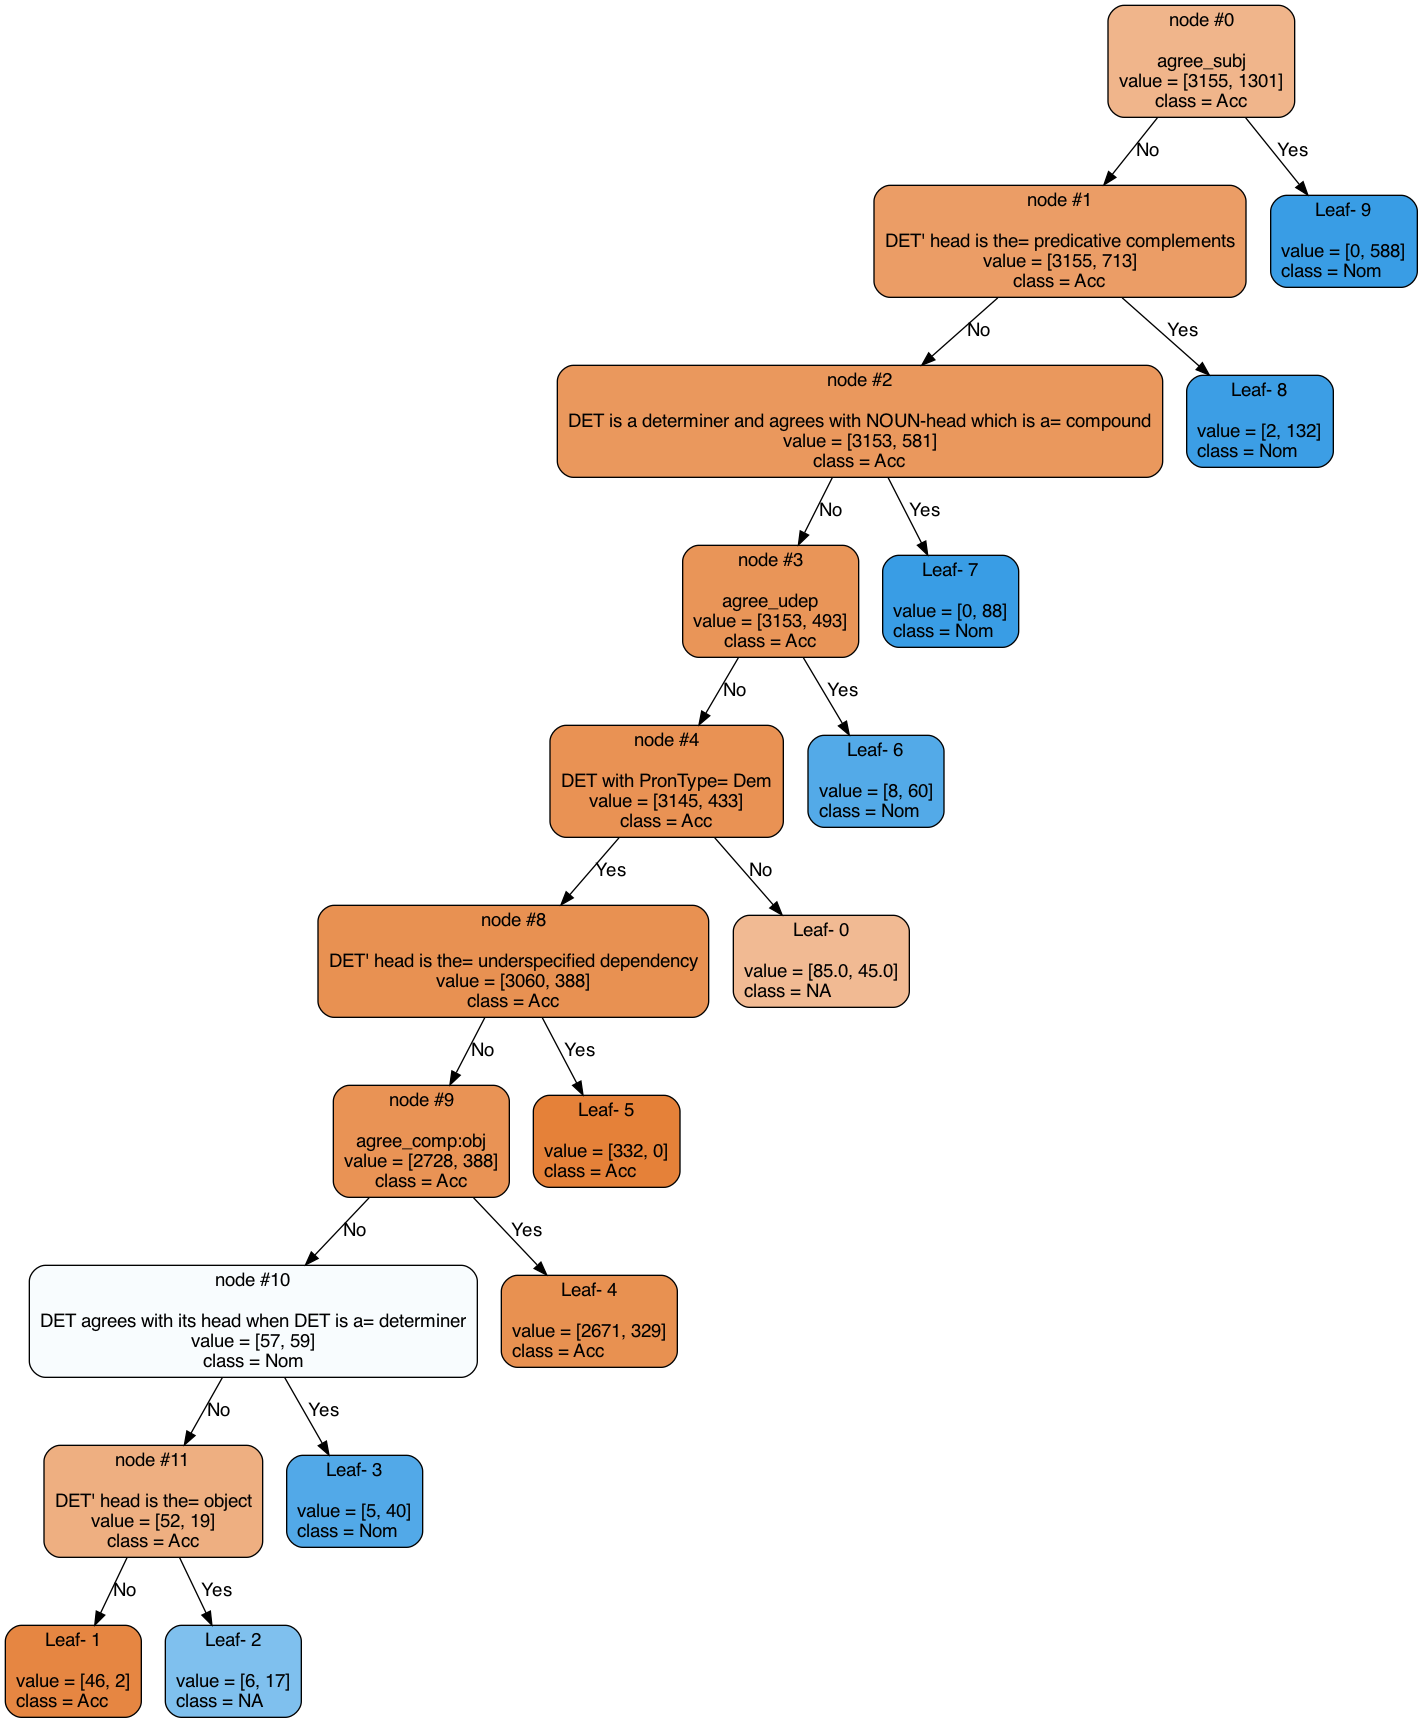 node #0
agree_subj
value = [3155, 1301]
class = Acc
No
Yes
node #1
DET' head is the= predicative complements
value = [3155, 713]
class = Acc
Leaf- 9
value = [0, 588]
class = Nom
No
Yes
node #2
DET is a determiner and agrees with NOUN-head which is a= compound
value = [3153, 581]
class = Acc
Leaf- 8
value = [2, 132]
class = Nom
No
Yes
node #3
agree_udep
value = [3153, 493]
class = Acc
Leaf- 7
value = [0, 88]
class = Nom
No
Yes
node #4
DET with PronType= Dem
value = [3145, 433]
class = Acc
Leaf- 6
value = [8, 60]
class = Nom
Yes
No
node #8
DET' head is the= underspecified dependency
value = [3060, 388]
class = Acc
Leaf- 0
value = [85.0, 45.0]
class = NA
No
Yes
node #9
agree_comp:obj
value = [2728, 388]
class = Acc
Leaf- 5
value = [332, 0]
class = Acc
No
Yes
node #10
DET agrees with its head when DET is a= determiner
value = [57, 59]
class = Nom
Leaf- 4
value = [2671, 329]
class = Acc
No
Yes
node #11
DET' head is the= object
value = [52, 19]
class = Acc
Leaf- 3
value = [5, 40]
class = Nom
No
Yes
Leaf- 1
value = [46, 2]
class = Acc
Leaf- 2
value = [6, 17]
class = NA